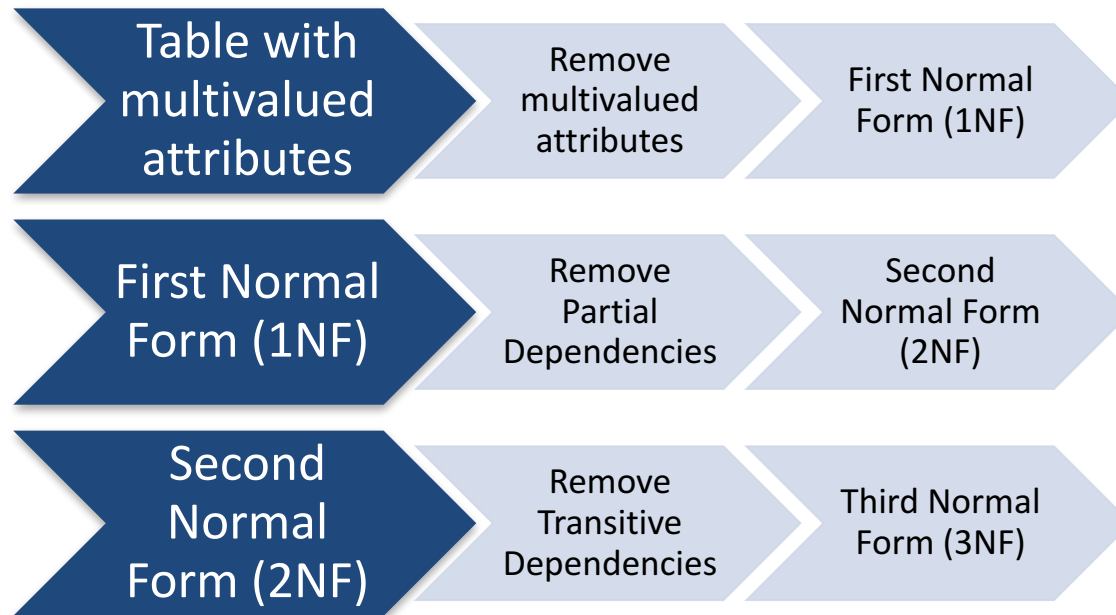 Table with
multivalued
attributes
Remove
multivalued
attributes
First Normal
Form (1NF)
First Normal
Form (1NF)
Remove
Partial
Dependencies
Second
Normal Form
(2NF)
Second
Normal
Form (2NF)
Remove
Transitive
Dependencies
Third Normal
Form (3NF)